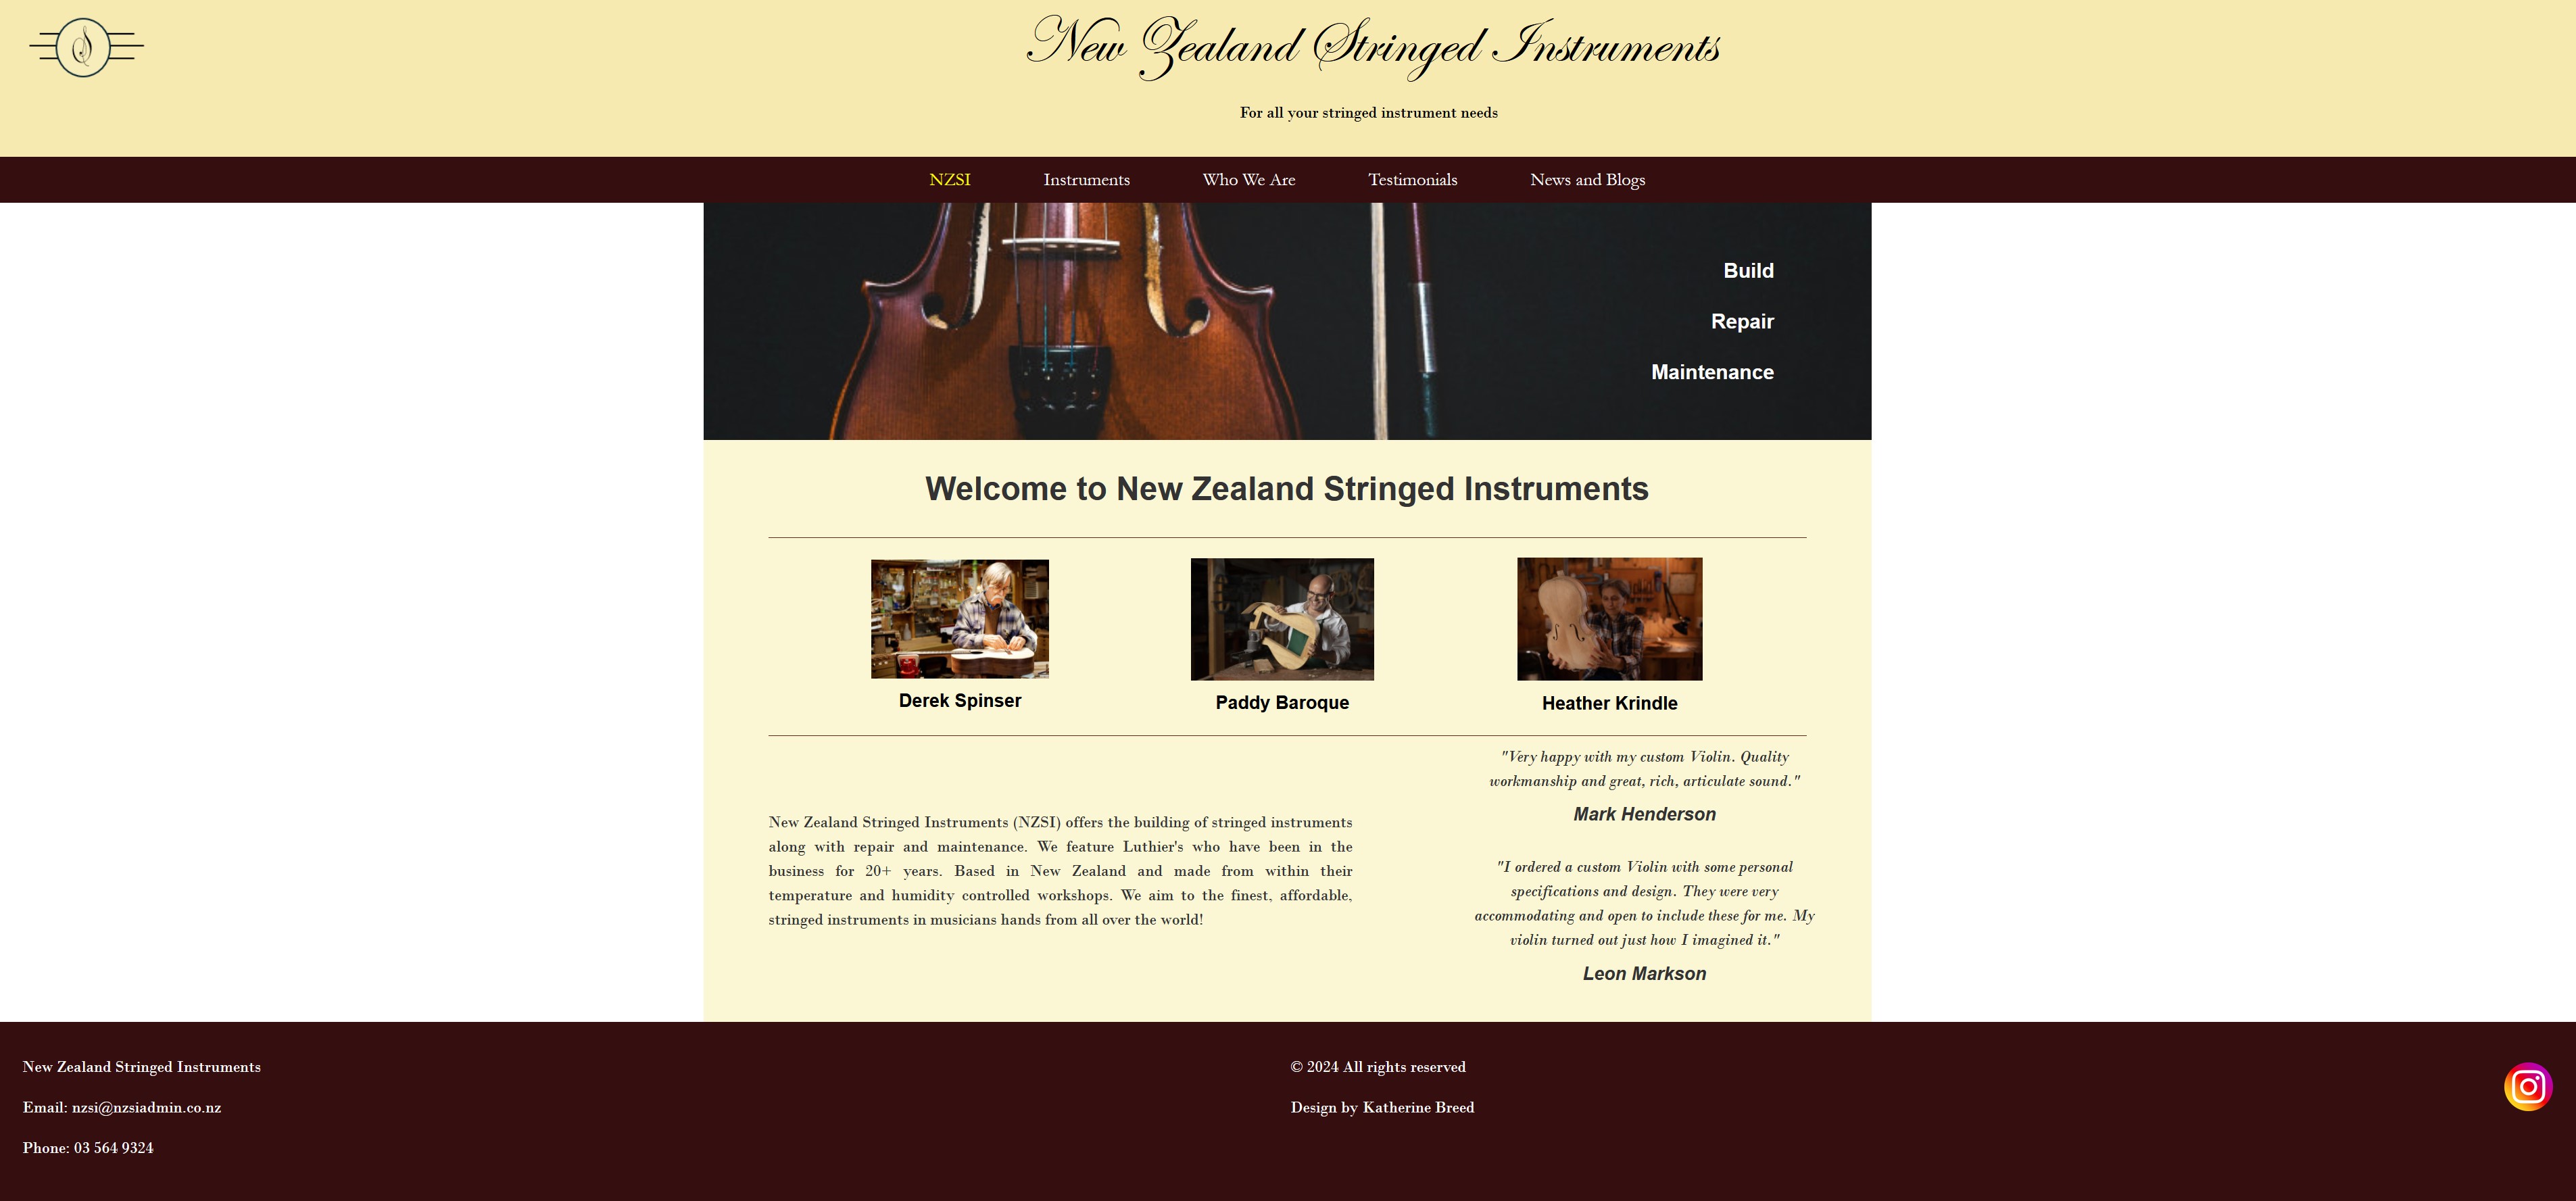 New Zealand Stringed Instruments
For all your stringed instrument needs
NZSI Instruments Who We Are Testimonials News and Blogs
Build
Repair
Maintenance
Welcome to New Zealand Stringed Instruments
Derek Spinser
Paddy Baroque
Heather Krindle
New Zealand Stringed Instruments (NZSI) offers the building of stringed instruments
along with repair and maintenance. We feature Luthier's who have been in the
business for 20+ years. Based in New Zealand and made from within their
temperature and humidity controlled workshops. We aim to the finest, affordable,
stringed instruments in musicians hands from all over the world!
"Very happy with my custom Violin. Quality
workmanship and great, rich, articulate sound."
Mark Henderson
"I ordered a custom Violin with some personal
specifications and design. They were very
accommodating and open to include these for me. My
violin turned out just how I imagined it."
Leon Markson
New Zealand Stringed Instruments
Email: nzsi@nzsiadmin.co.nz
Phone: 03 564 9324
© 2024 All rights reserved
Design by Katherine Breed